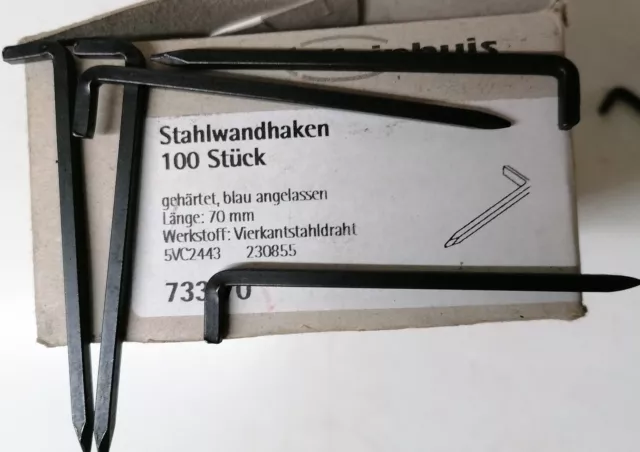 Stahlwandhaken
100 Stück
gehärtet, blau angelassen
Länge: 70 mm
Werkstoff: Vierkantstahldraht
5VC2443 230855